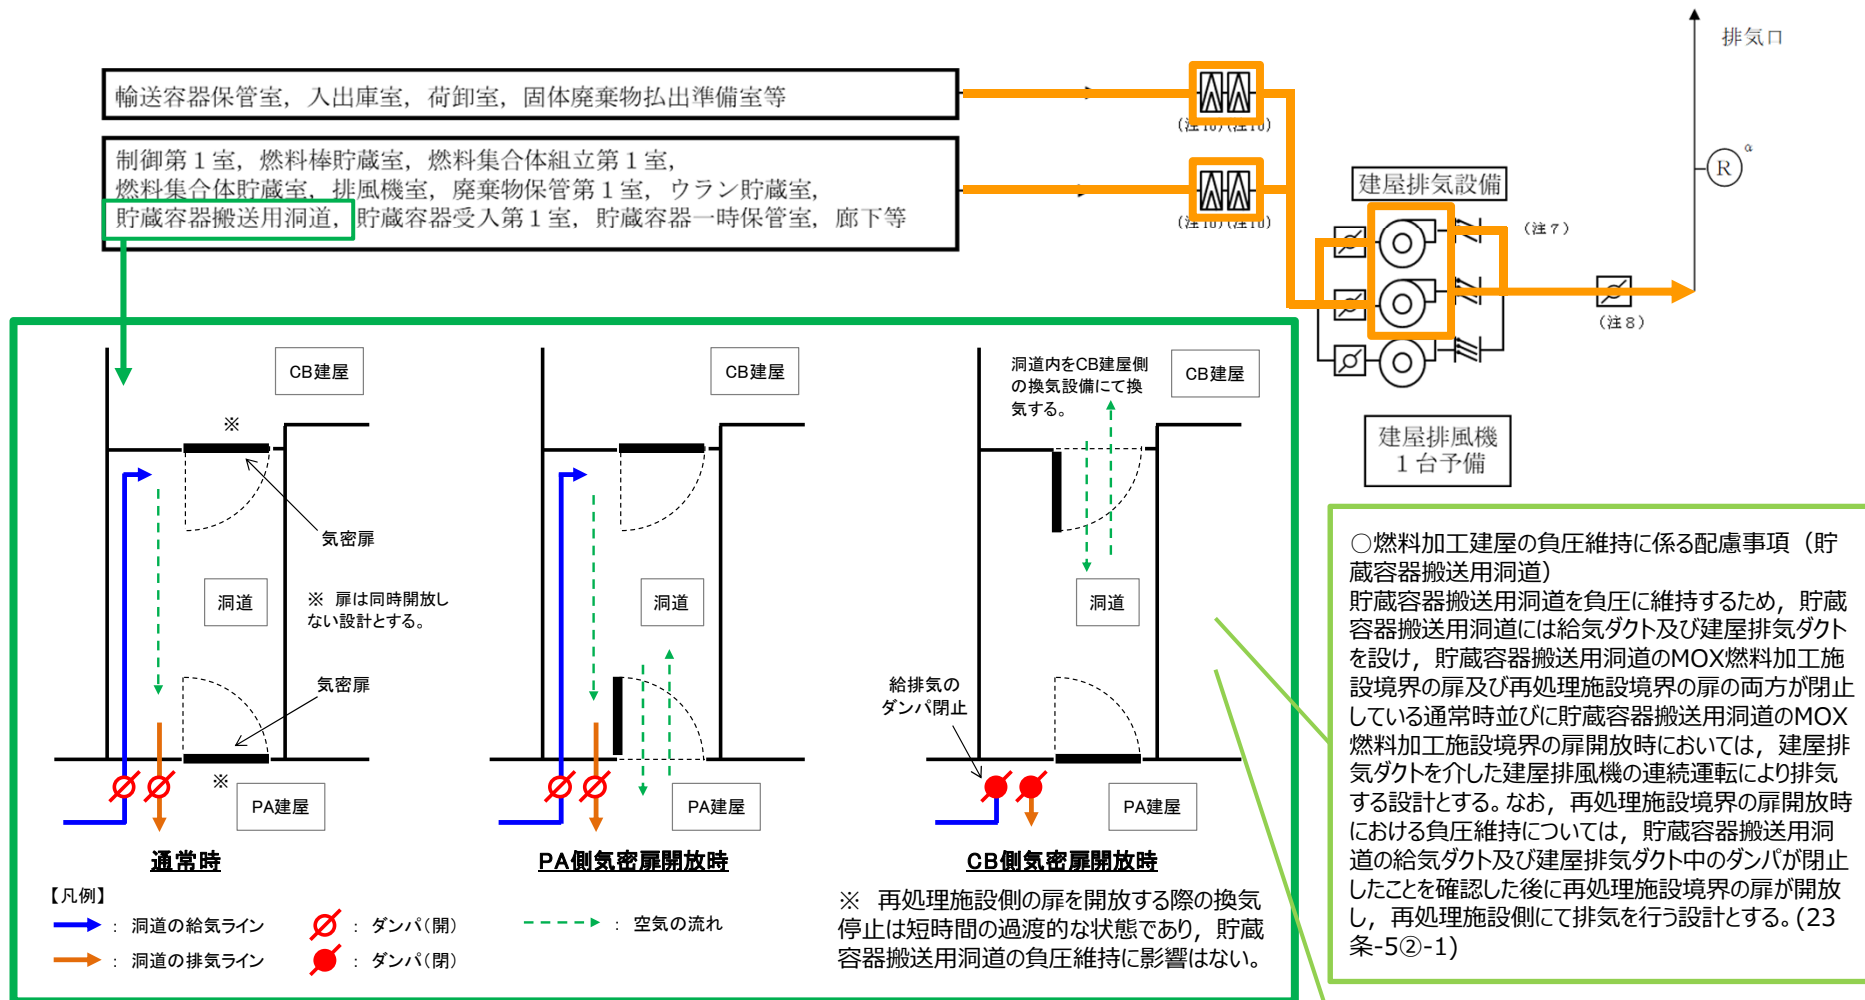 排気口
輸送容器保管室，入出庫室，荷卸室，固体廃棄物払出準備室等
制御第１室，燃料棒貯蔵室，燃料集合体組立第１室，
燃料集合体貯蔵室，排風機室，廃棄物保管第１室，ウラン貯蔵室，
貯蔵容器搬送用洞道，貯蔵容器受入第１室，貯蔵容器一時保管室，廊下等
R α
建屋排気設備
（注７）
（注８）
建屋排風機
１台予備
CB建屋
※
気密扉
洞道
※ 扉は同時開放し
ない設計とする。
気密扉
※
PA建屋
通常時
CB建屋
洞道
PA建屋
PA側気密扉開放時
洞道内をCB建屋側
の換気設備にて換
気する。
CB建屋
洞道
給排気の
ダンパ閉止
PA建屋
CB側気密扉開放時
【凡例】
： 洞道の給気ライン
： ダンパ（開）
： 空気の流れ
： 洞道の排気ライン
： ダンパ（閉）
※ 再処理施設側の扉を開放する際の換気
停止は短時間の過渡的な状態であり，貯蔵
容器搬送用洞道の負圧維持に影響はない。
○燃料加工建屋の負圧維持に係る配慮事項（貯
蔵容器搬送用洞道）
貯蔵容器搬送用洞道を負圧に維持するため，貯蔵
容器搬送用洞道には給気ダクト及び建屋排気ダクト
を設け，貯蔵容器搬送用洞道のMOX燃料加工施
設境界の扉及び再処理施設境界の扉の両方が閉止
している通常時並びに貯蔵容器搬送用洞道のMOX
燃料加工施設境界の扉開放時においては，建屋排
気ダクトを介した建屋排風機の連続運転により排気
する設計とする。なお，再処理施設境界の扉開放時
における負圧維持については，貯蔵容器搬送用洞
道の給気ダクト及び建屋排気ダクト中のダンパが閉止
したことを確認した後に再処理施設境界の扉が開放
し，再処理施設側にて排気を行う設計とする。(23
条-5②-1)